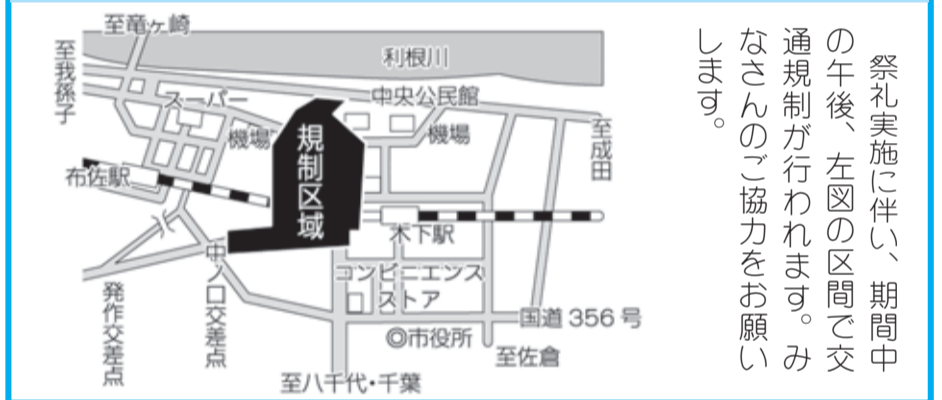 祭礼実施に伴い、期間中
の午後、左図の区間で交
通規制が行われます。み
なさんのご協力をお願い
します。
至竜ヶ崎
利根川
至我孫子
スーパー
中央公民館
機場
規制区域
機場
至成田
布佐駅
木下駅
中ノ口交差点
コンビニエンス
ストア
発作交差点
国道 356 号
◎市役所
至佐倉
至八千代・千葉